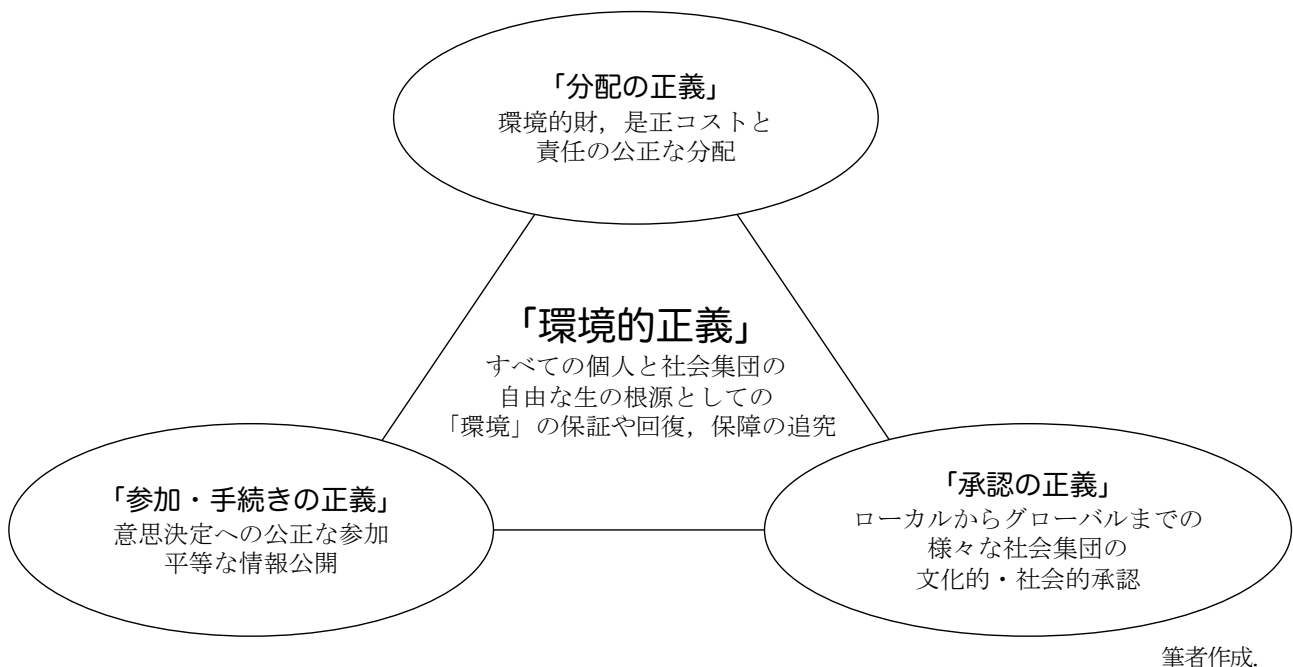 「分配の正義」
環境的財，是正コストと
責任の公正な分配
「環境的正義」
すべての個人と社会集団の
自由な生の根源としての
「環境」の保証や回復，保障の追究
「参加・手続きの正義」
意思決定への公正な参加
平等な情報公開
「承認の正義」
ローカルからグローバルまでの
様々な社会集団の
文化的・社会的承認
筆者作成．